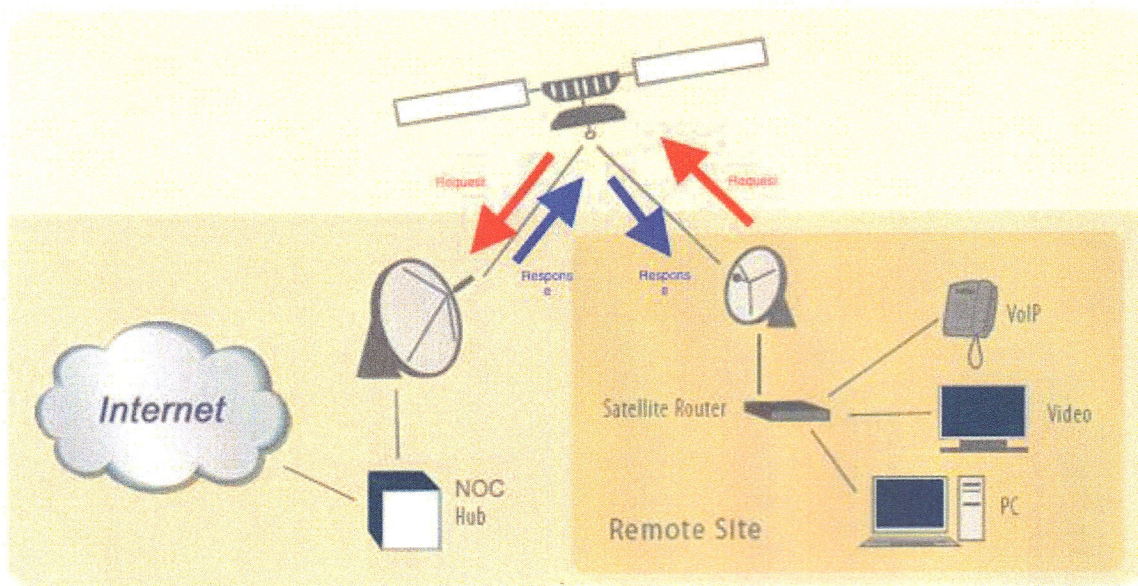 Request
Request
Respons
e
Respons
e
VoIP
Internet
Satellite Router
Video
NOC
Hub
PC
Remote Site